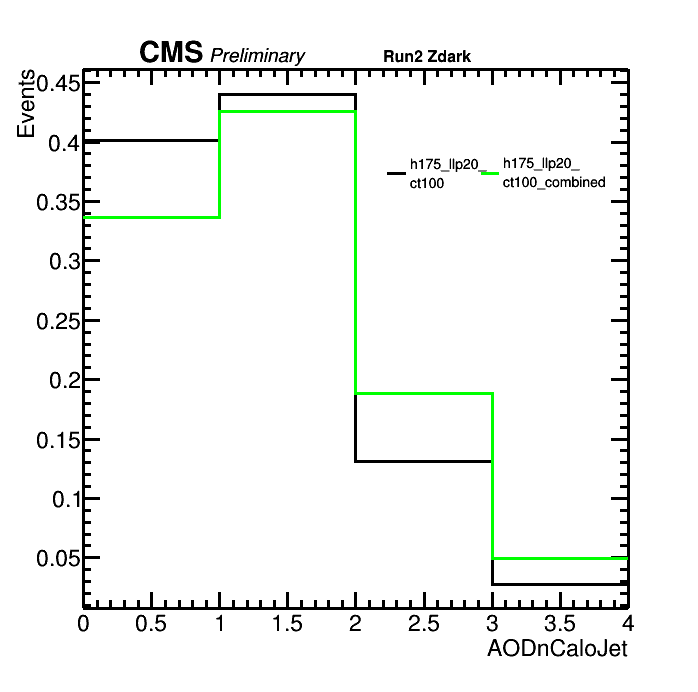 CMS Preliminary Run2 Zdark
Events
0.45
0.4
0.35
0.3
0.25
0.2
0.15
0.1
0.05
h175_llp20_
ct100
h175_llp20_
ct100_combined
0 0.5 1 1.5 2 2.5 3 3.5 4
AODnCaloJet